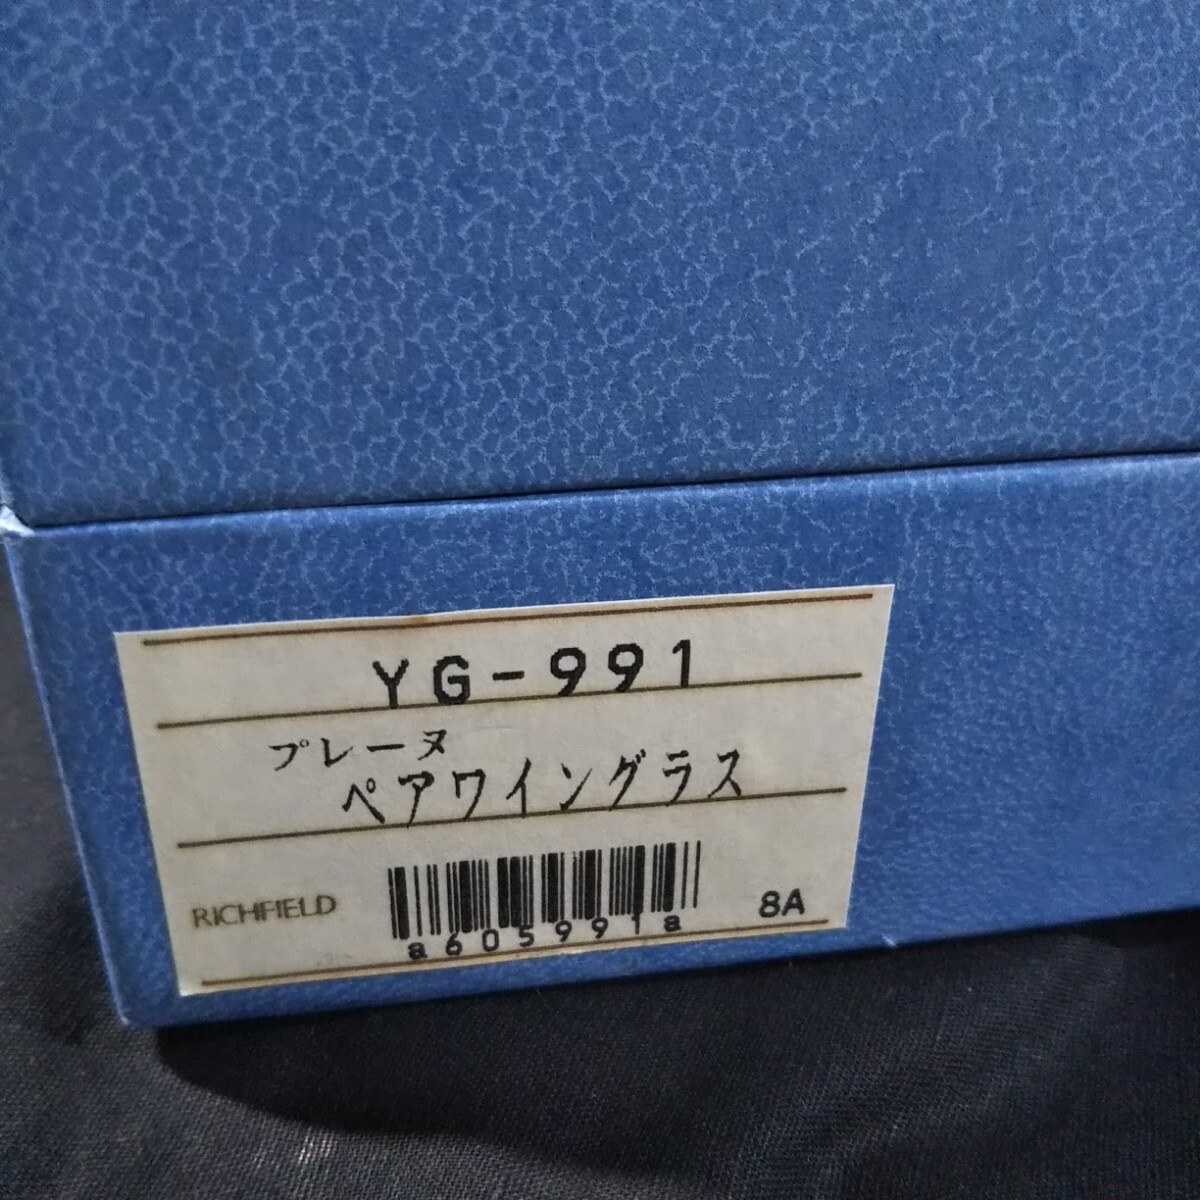 YG-991
プレーヌ
ペアワイングラス
RICHFIELD
a605991a
8A